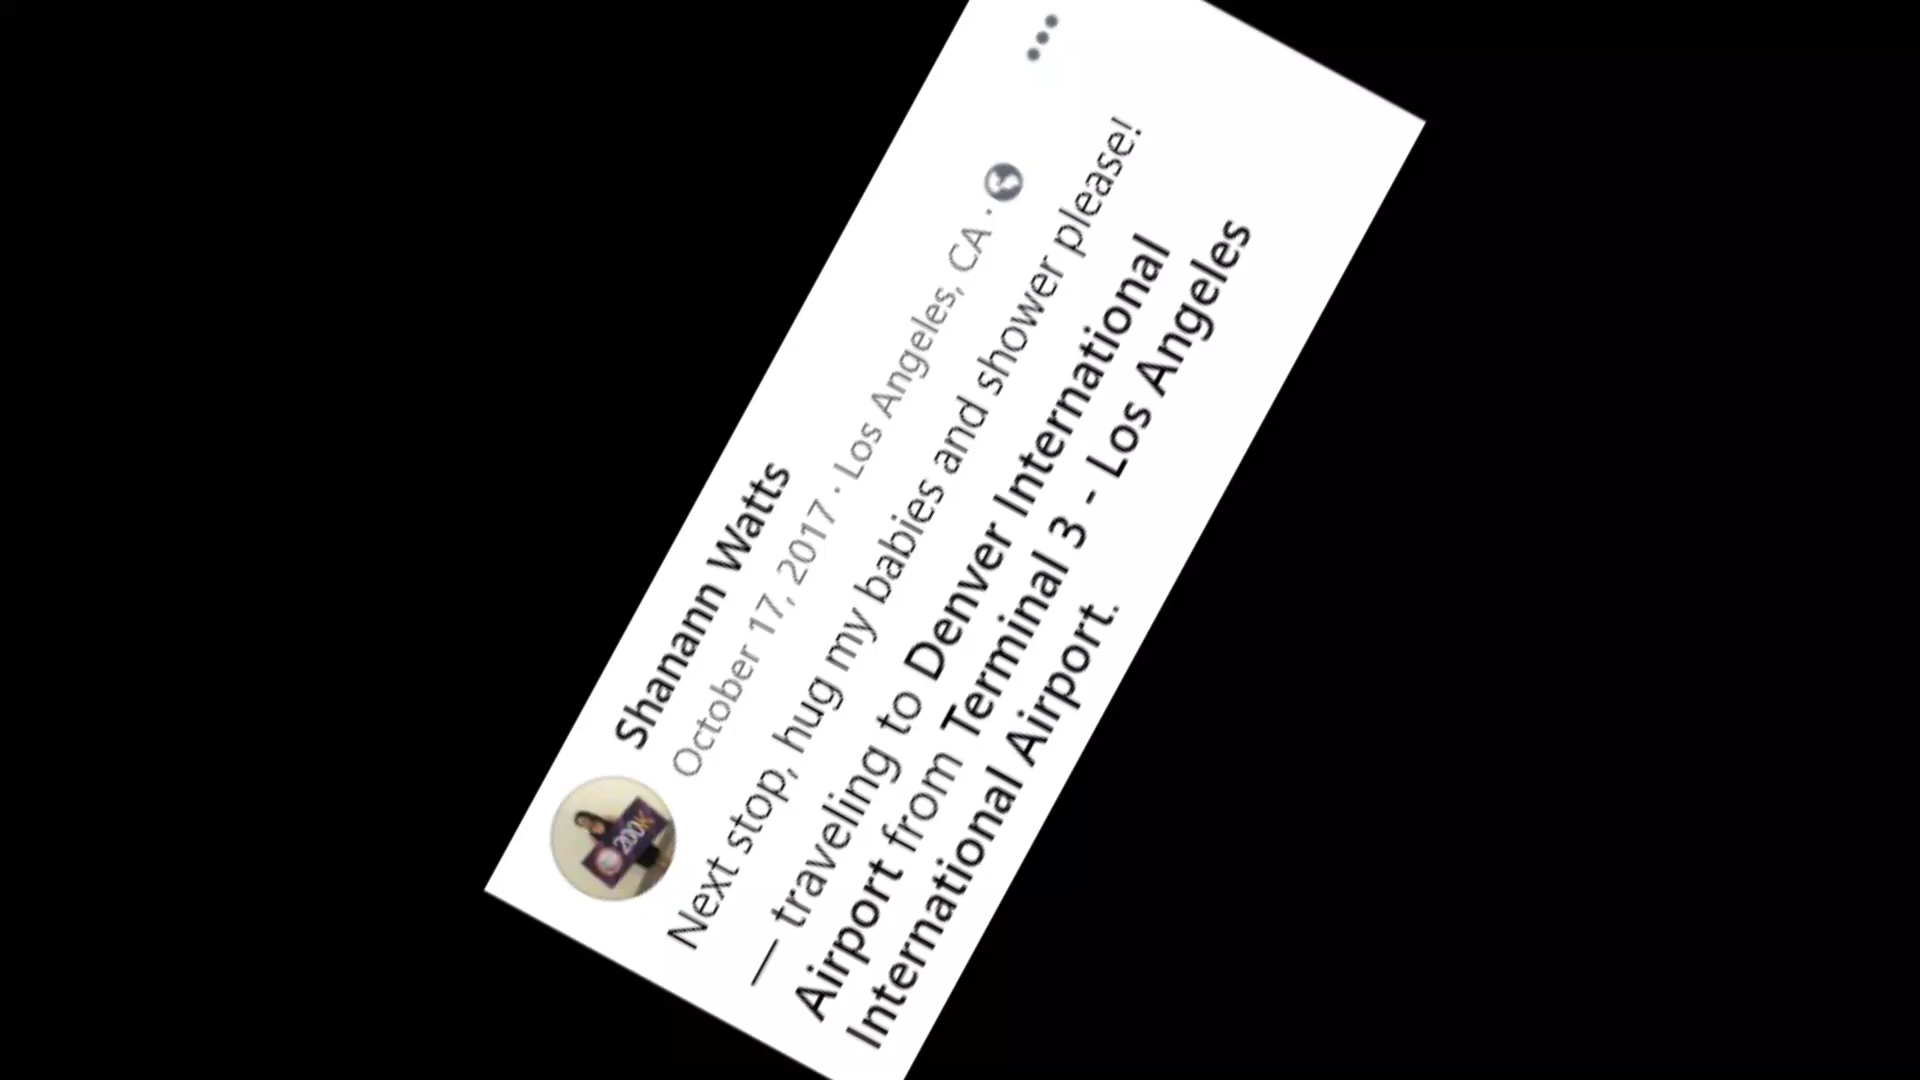 Shanann Watts
October 17, 2017 · Los Angeles, CA ·
Next stop, hug my babies and shower please!
— traveling to Denver International
Airport from Terminal 3 - Los Angeles
International Airport.
200K